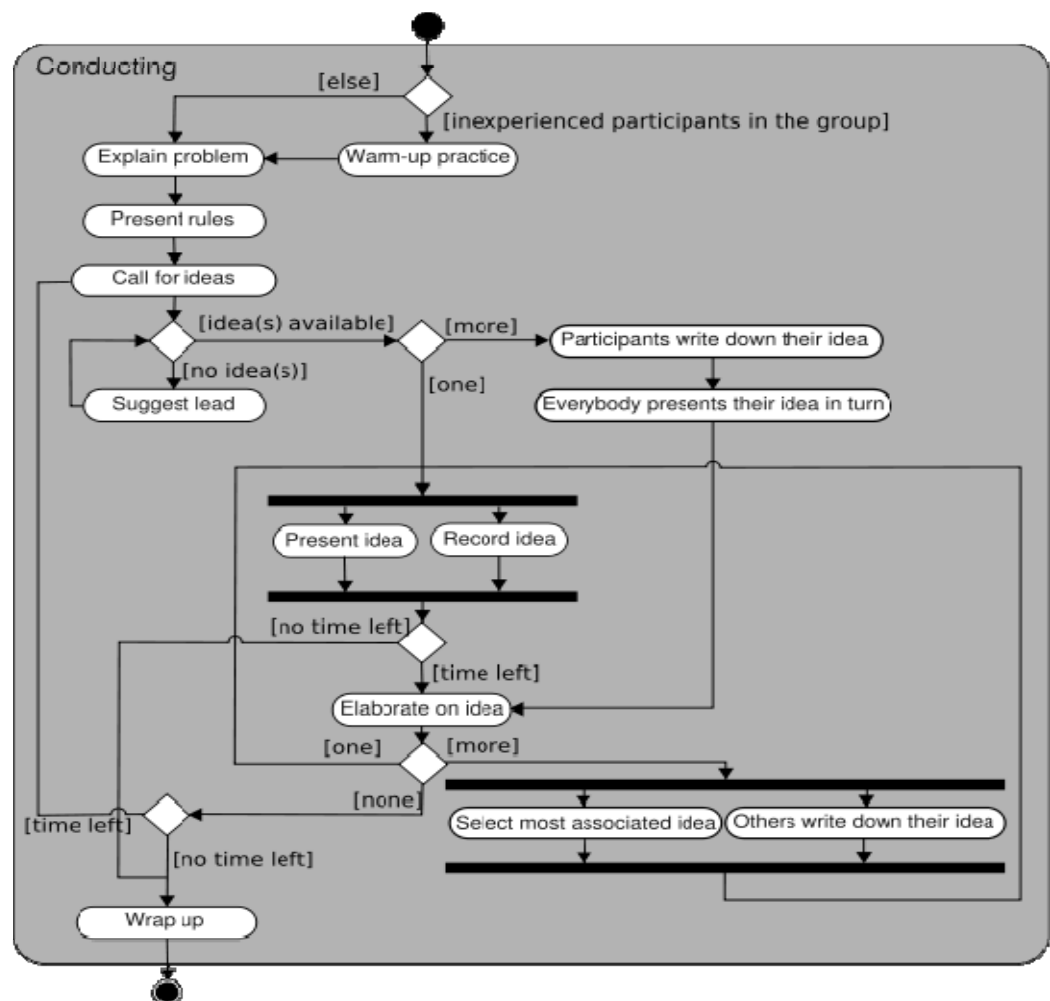 Conducting
[else]
[inexperienced participants in the group]
Explain problem
Warm-up practice
Present rules
Call for ideas
[idea(s) available]
[more]
Participants write down their idea
[no idea(s)]
[one]
Suggest lead
Everybody presents their idea in turn
Present idea
Record idea
[no time left]
[time left]
Elaborate on idea
[one]
[more]
[none]
[time left]
Select most associated idea
Others write down their idea
[no time left]
Wrap up